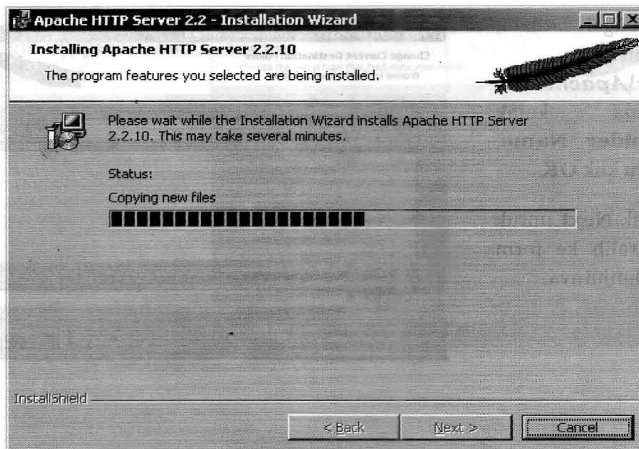 Apache HTTP Server 2.2 - Installation Wizard
Installing Apache HTTP Server 2.2.10
The program features you selected are being installed.
Please wait while the Installation Wizard installs Apache HTTP Server
2.2.10. This may take several minutes.
Status:
Copying new files
InstallShield
< Back
Next >
Cancel